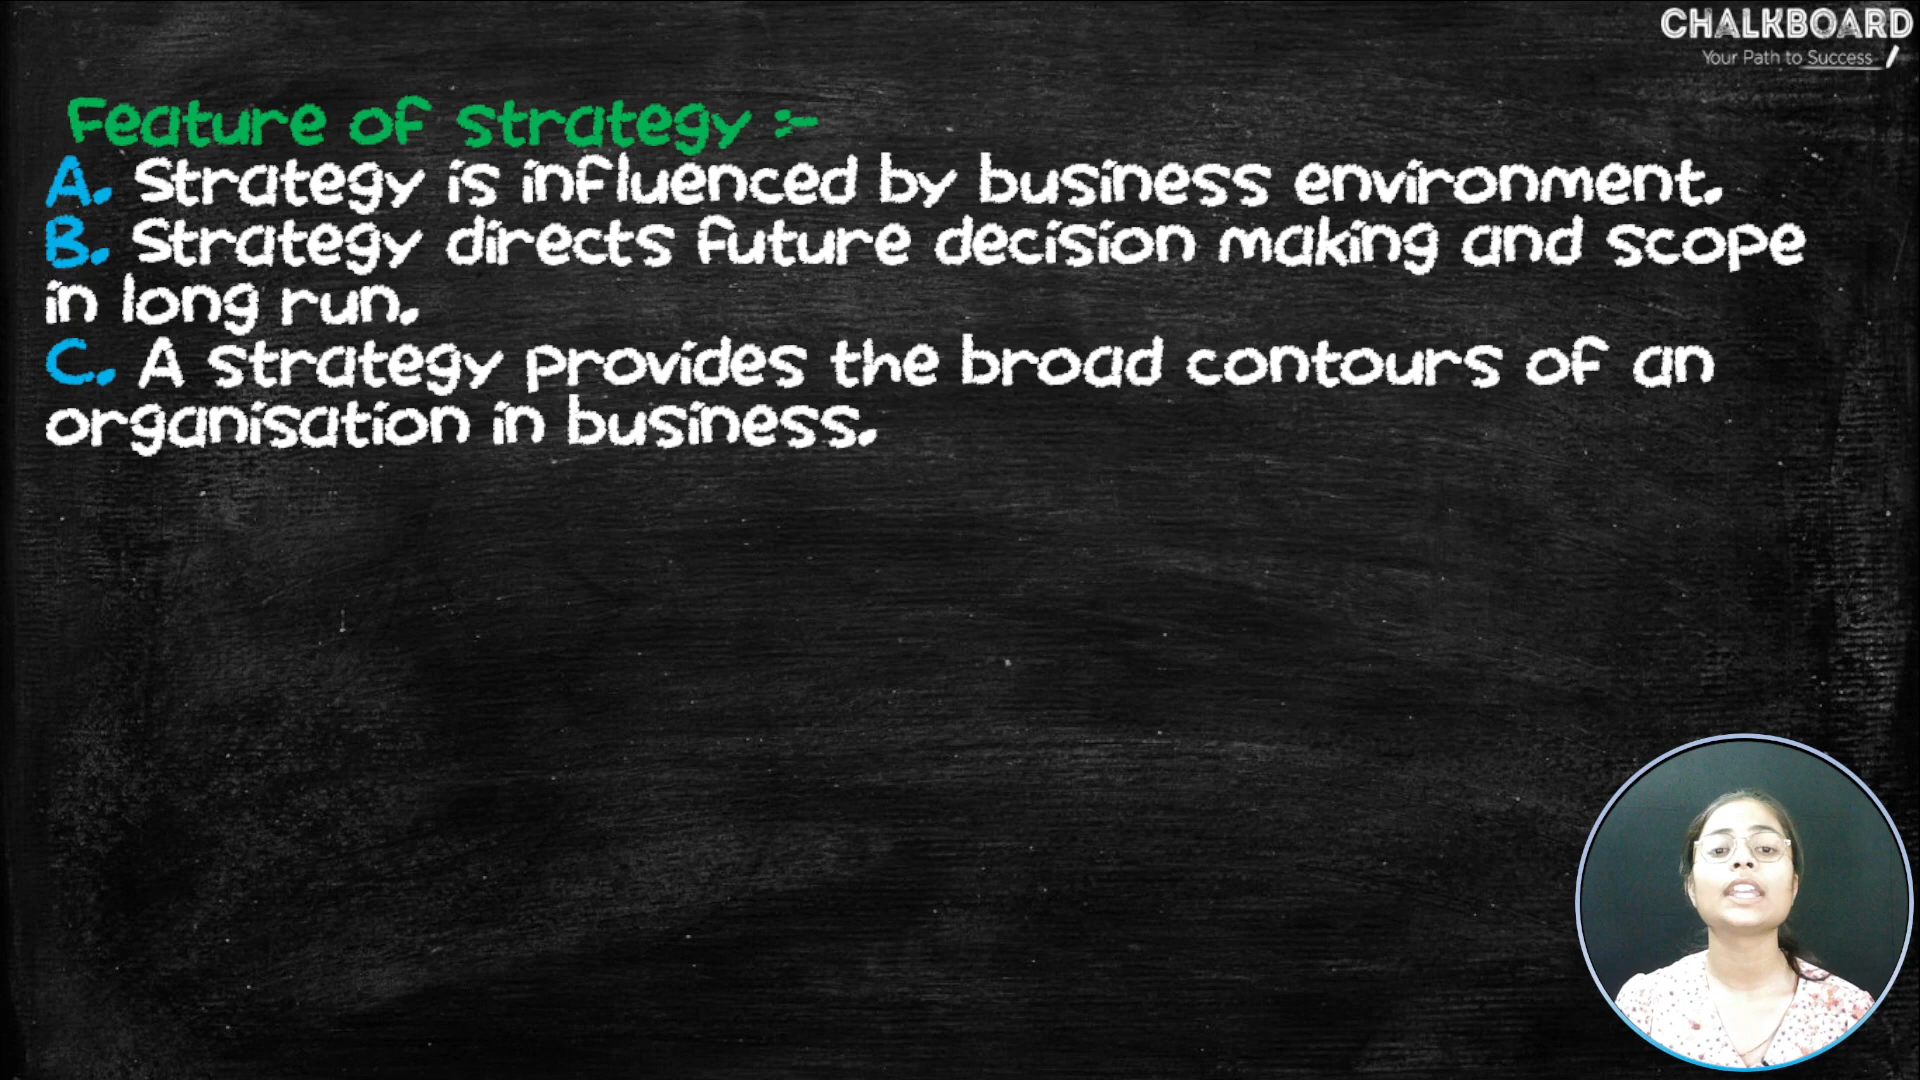 CHALKBOARD
Your Path to Success
Feature of strategy :-
A. Strategy is influenced by business environment.
B. Strategy directs future decision making and scope
in long run.
C. A strategy provides the broad contours of an
organisation in business.